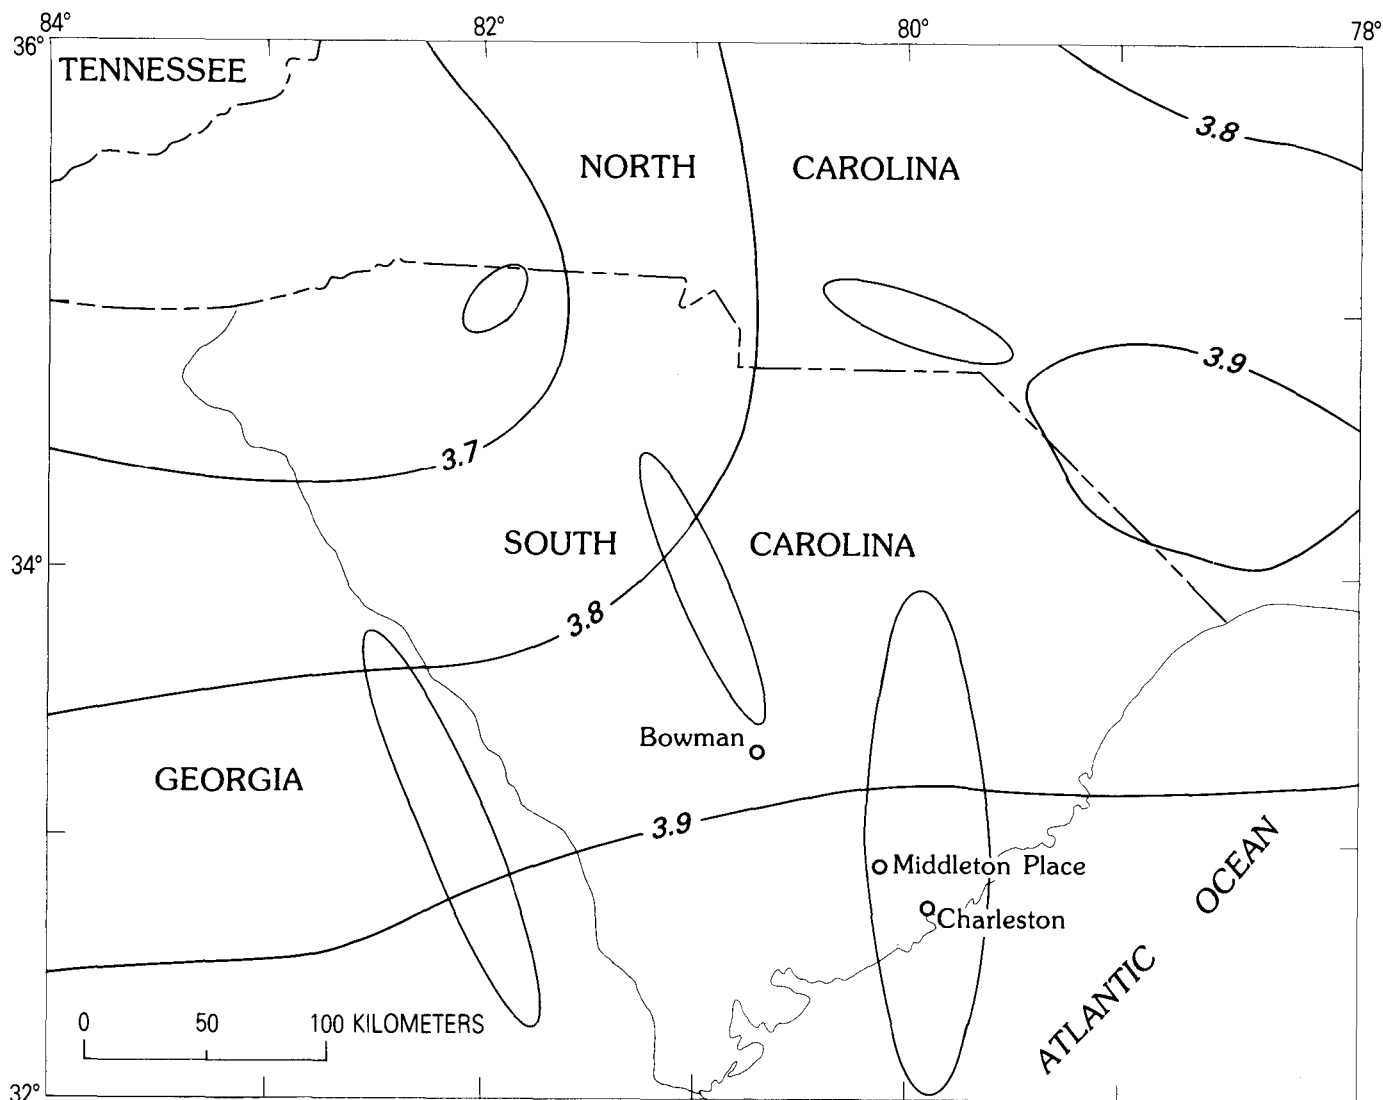 84°
82°
80°
78°
36°
TENNESSEE
3.8
NORTH CAROLINA
3.9
3.7
SOUTH CAROLINA
34°
3.8
Bowman
GEORGIA
3.9
Middleton Place
OCEAN
Charleston
ATLANTIC
0 50 100 KILOMETERS
32°